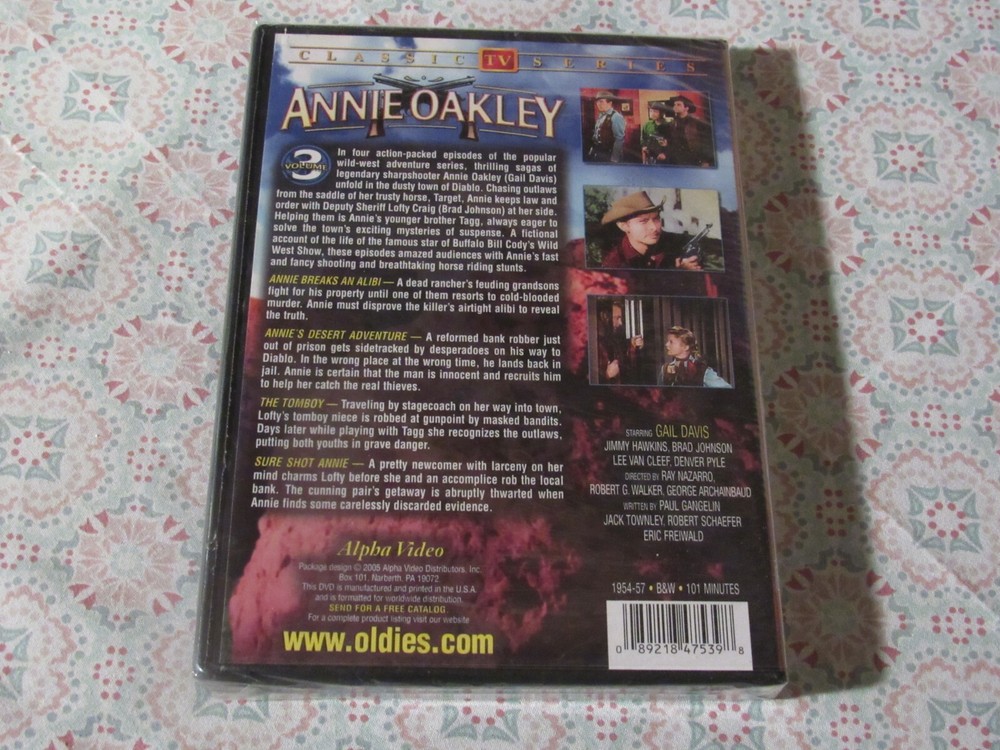 CLASSIC TV SERIES
ANNIE OAKLEY
VOLUME 3
In four action-packed episodes of the popular
wild-west adventure series, thrilling sagas of
legendary sharpshooter Annie Oakley (Gail Davis)
unfold in the dusty town of Diablo. Chasing outlaws
from the saddle of her trusty horse, Target, Annie keeps law and
order with Deputy Sheriff Lofty Craig (Brad Johnson) at her side.
Helping them is Annie's younger brother Tagg, always eager to
solve the town's exciting mysteries of suspense. A fictional
account of the life of the famous star of Buffalo Bill Cody's Wild
West Show, these episodes amazed audiences with Annie's fast
and fancy shooting and breathtaking horse riding stunts.
ANNIE BREAKS AN ALIBI — A dead rancher's feuding grandsons
fight for his property until one of them resorts to cold-blooded
murder. Annie must disprove the killer's airtight alibi to reveal
the truth.
ANNIE'S DESERT ADVENTURE — A reformed bank robber just
out of prison gets sidetracked by desperadoes on his way to
Diablo. In the wrong place at the wrong time, he lands back in
jail. Annie is certain that the man is innocent and recruits him
to help her catch the real thieves.
THE TOMBOY — Traveling by stagecoach on her way into town,
Lofty's tomboy niece is robbed at gunpoint by masked bandits.
Days later while playing with Tagg she recognizes the outlaws,
putting both youths in grave danger.
SURE SHOT ANNIE — A pretty newcomer with larceny on her
mind charms Lofty before she and an accomplice rob the local
bank. The cunning pair's getaway is abruptly thwarted when
Annie finds some carelessly discarded evidence.
STARRING GAIL DAVIS
JIMMY HAWKINS, BRAD JOHNSON
LEE VAN CLEEF, DENVER PYLE
DIRECTED BY RAY NAZARRO,
ROBERT G. WALKER, GEORGE ARCHAINBAUD
WRITTEN BY PAUL GANGELIN
JACK TOWNLEY, ROBERT SCHAEFER
ERIC FREIWALD
Alpha Video
Package design © 2005 Alpha Video Distributors, Inc.
Box 101, Narberth, PA 19072
This DVD is manufactured and printed in the U.S.A.
and is formatted for worldwide distribution.
SEND FOR A FREE CATALOG
For a complete product listing visit our website
www.oldies.com
1954-57 • B&W • 101 MINUTES
0 89218 47539 8